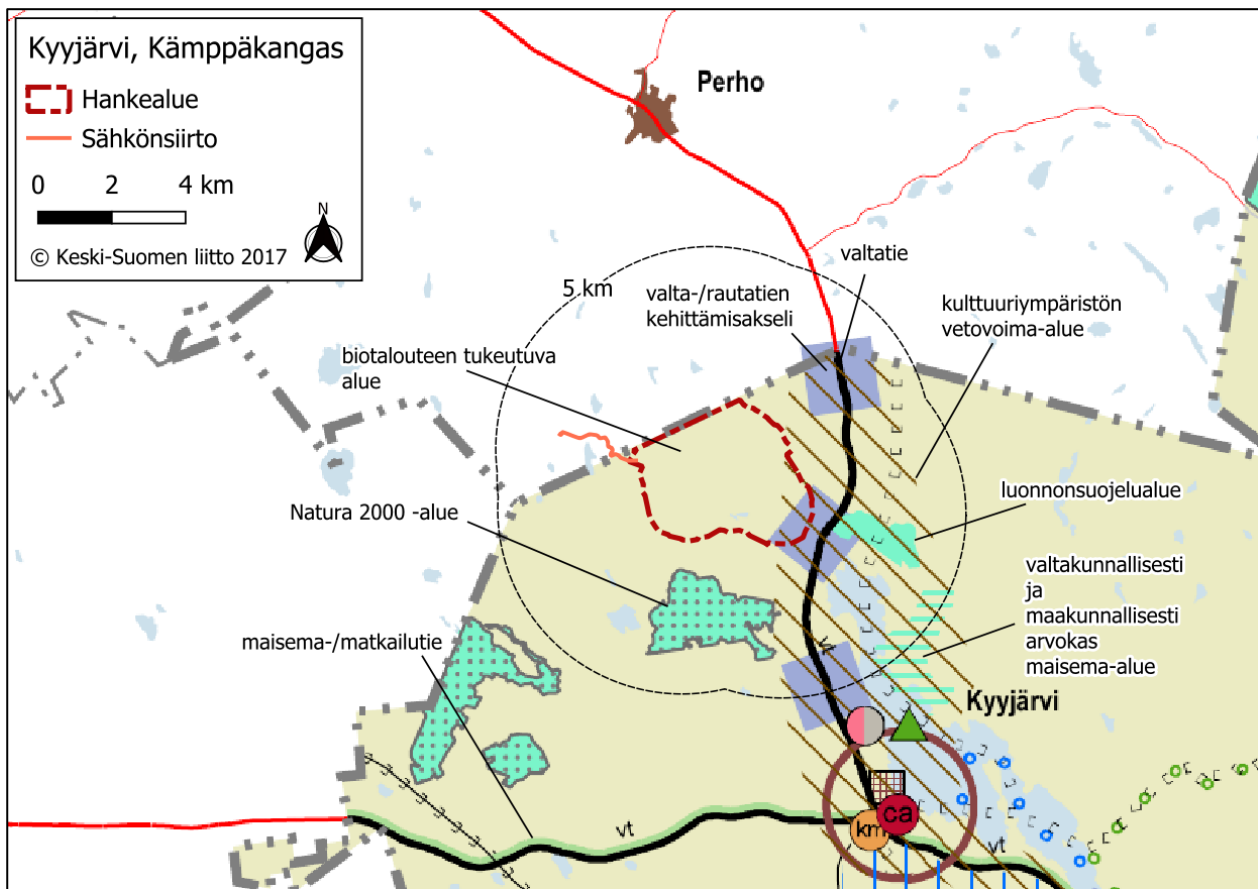 Kyyjärvi, Kämppäkangas
Hankealue
Sähkönsiirto
0 2 4 km
N
© Keski-Suomen liitto 2017
Perho
valtatie
5 km
valta-/rautatien
kehittämisakseli
kulttuuriympäristön
vetovoima-alue
biotalouteen tukeutuva
alue
luonnonsuojelualue
Natura 2000 -alue
valtakunnallisesti
ja
maakunnallisesti
arvokas
maisema-alue
maisema-/matkailutie
vt
Kyyjärvi
ca
km
vt
vt